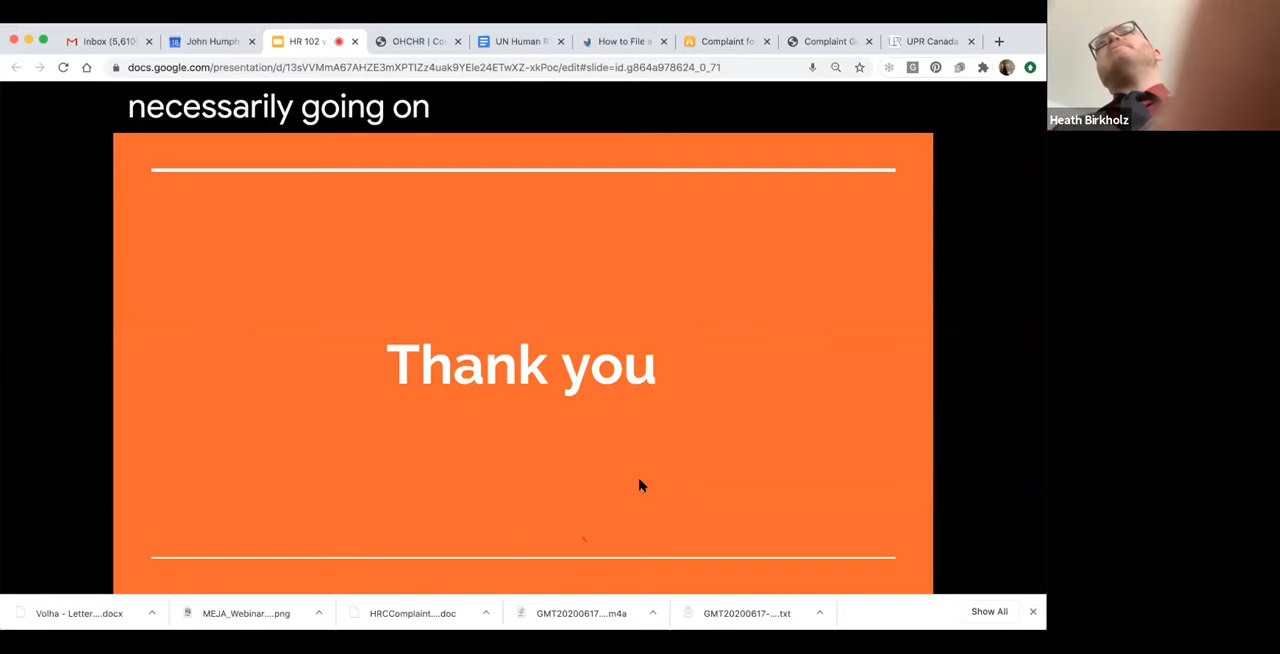 Inbox (5,610
John Humph
HR 102 v
OHCHR | Co
UN Human R
How to File a
Complaint fo
Complaint G
UPR Canada
docs.google.com/presentation/d/13sVVMmA67AHZE3mXPTIZz4uak9YEle24ETwXZ-xkPoc/edit#slide=id.g864a978624_0_71
Heath Birkholz
necessarily going on
Thank you
Volha - Letter....docx
MEJA_Webinar....png
HRCComplaint....doc
GMT20200617....m4a
GMT20200617-....txt
Show All